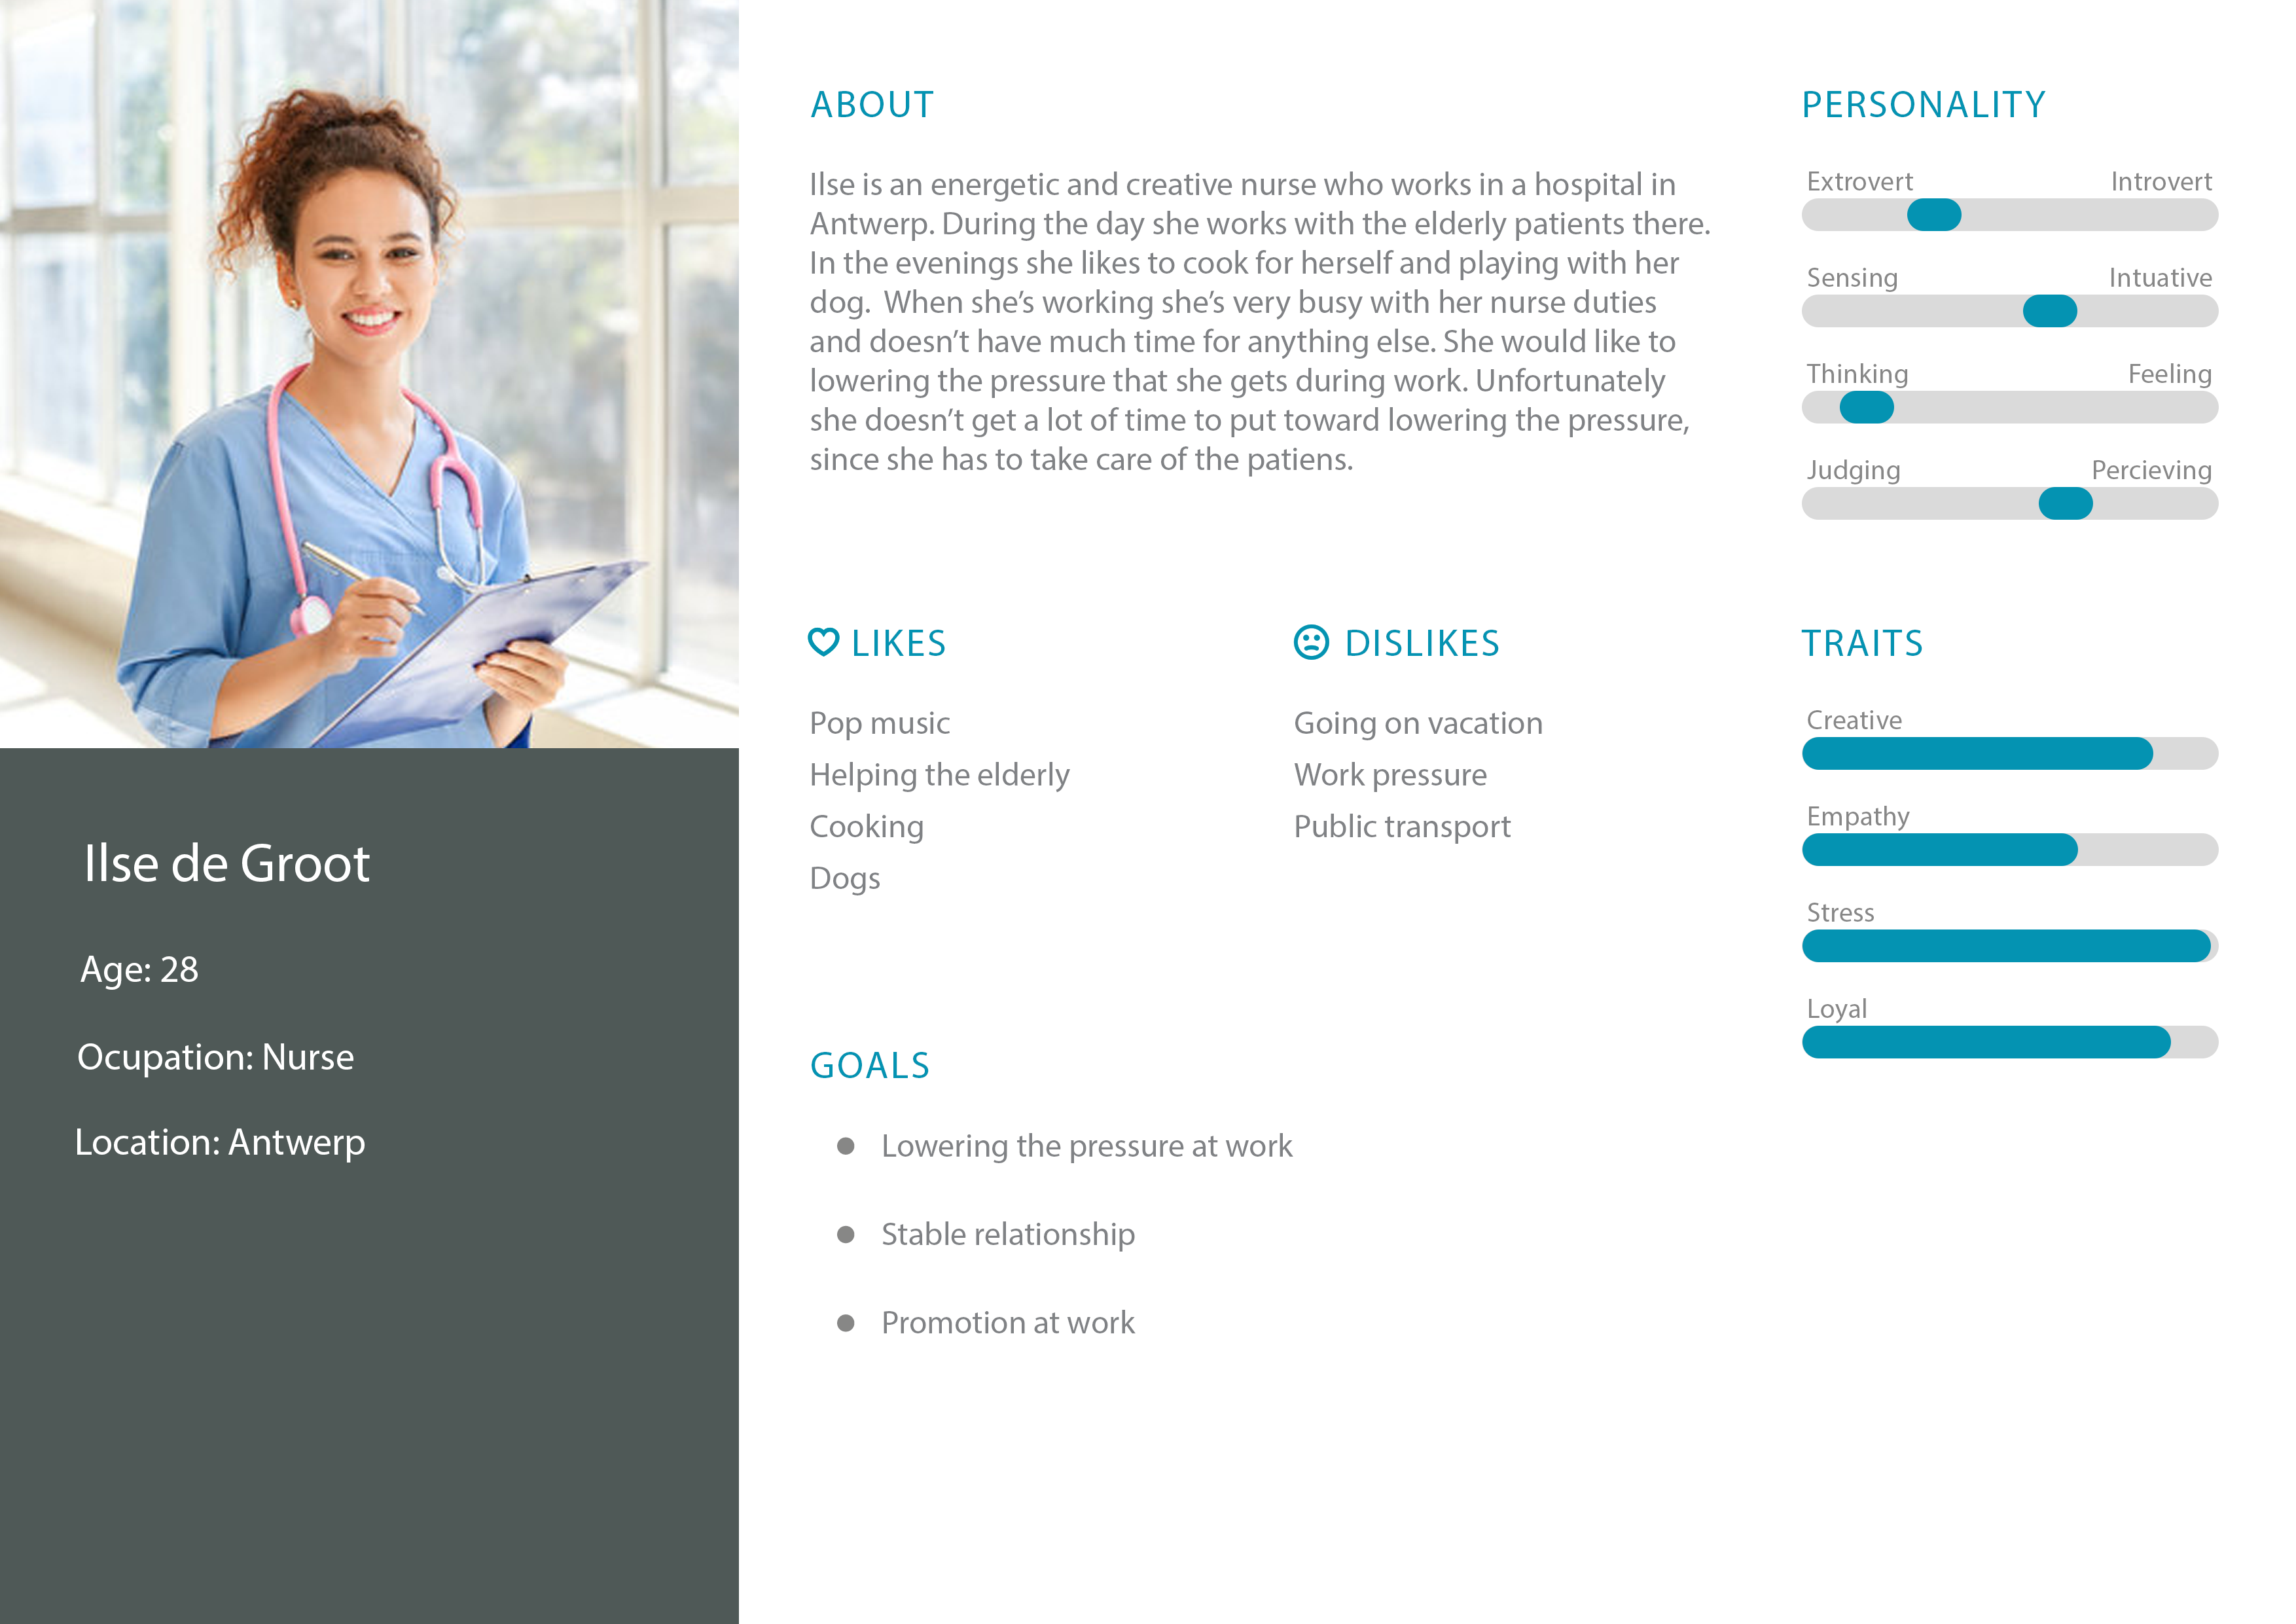 Ilse de Groot
Age: 28
Ocupation: Nurse
Location: Antwerp
ABOUT
Ilse is an energetic and creative nurse who works in a hospital in
Antwerp. During the day she works with the elderly patients there.
In the evenings she likes to cook for herself and playing with her
dog.  When she’s working she’s very busy with her nurse duties
and doesn’t have much time for anything else. She would like to
lowering the pressure that she gets during work. Unfortunately
she doesn’t get a lot of time to put toward lowering the pressure,
since she has to take care of the patiens.
LIKES
Pop music
Helping the elderly
Cooking
Dogs
DISLIKES
Going on vacation
Work pressure
Public transport
GOALS
Lowering the pressure at work
Stable relationship
Promotion at work
PERSONALITY
Extrovert Introvert
Sensing Intuative
Thinking Feeling
Judging Percieving
TRAITS
Creative
Empathy
Stress
Loyal